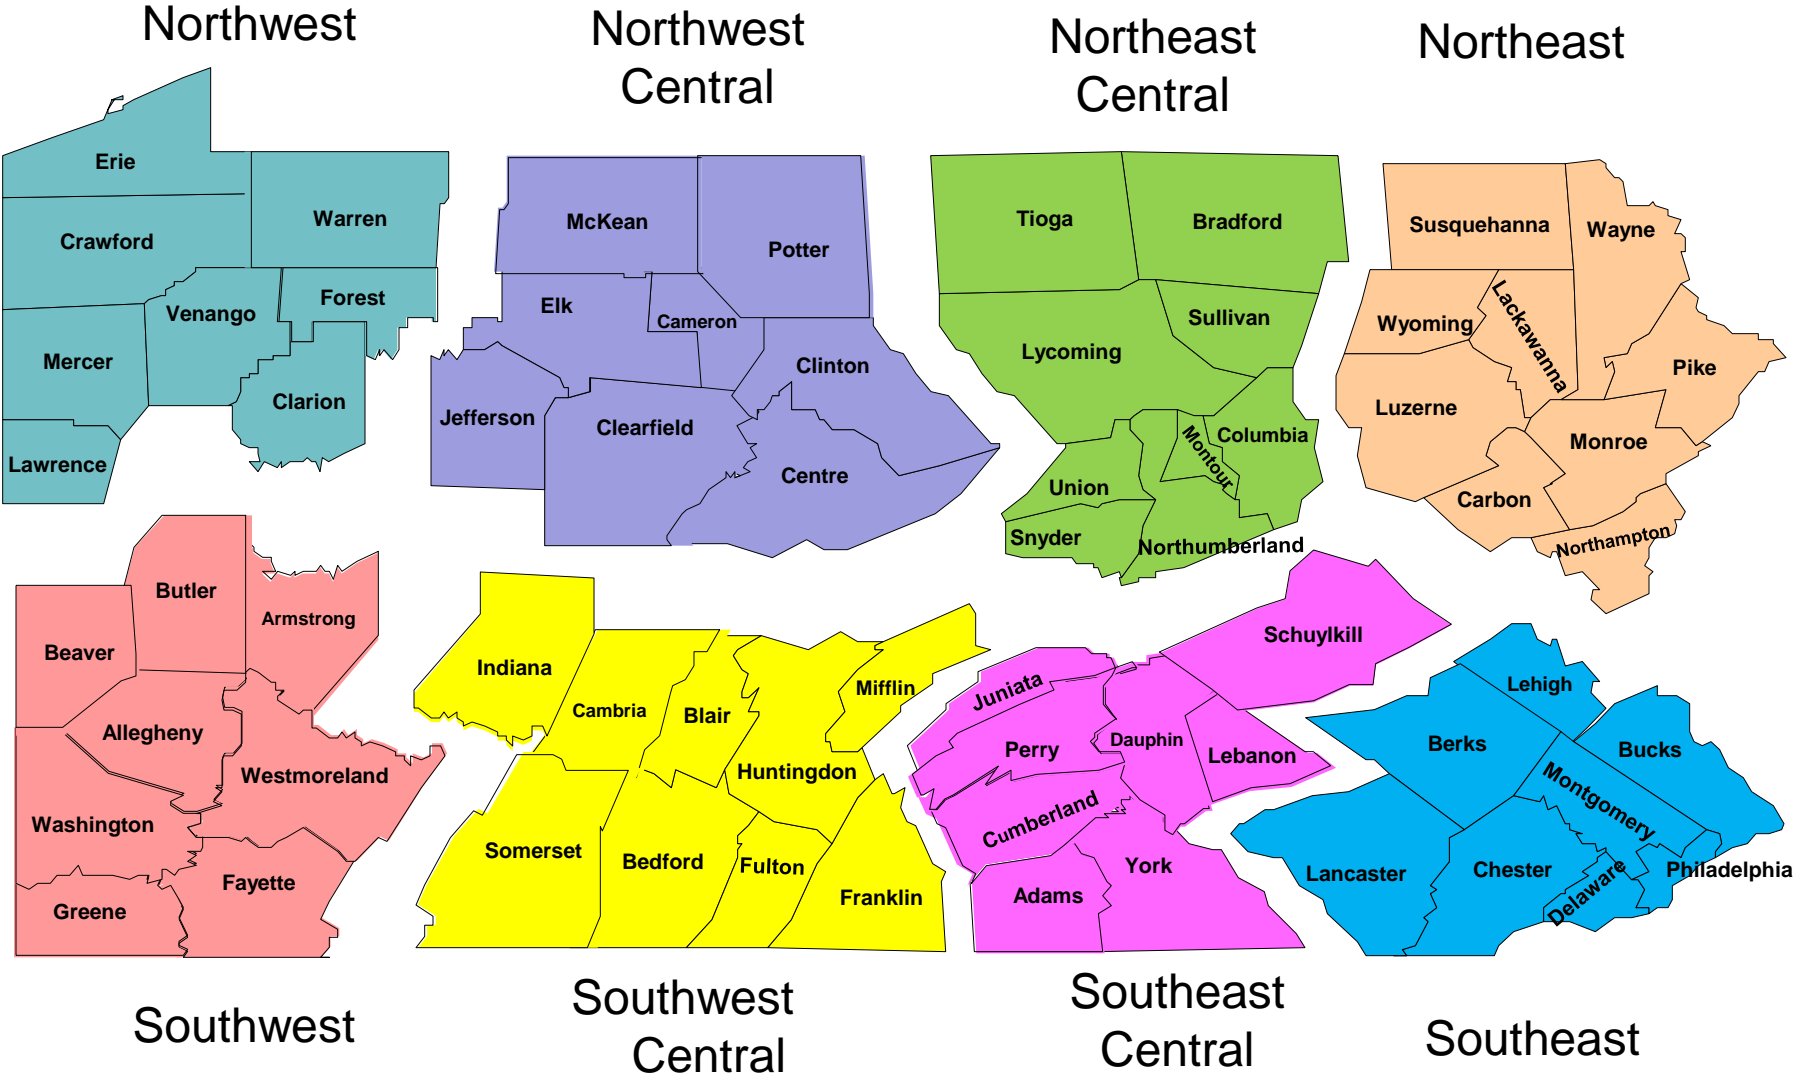 Northwest
Northwest
Central
Northeast
Central
Northeast
Erie
Warren
Crawford
Venango
Forest
Mercer
Clarion
Lawrence
McKean
Potter
Elk
Cameron
Clinton
Jefferson
Clearfield
Centre
Tioga
Bradford
Sullivan
Lycoming
Columbia
Montour
Union
Snyder
Northumberland
Susquehanna
Wayne
Wyoming
Lackawanna
Pike
Luzerne
Monroe
Carbon
Northampton
Butler
Armstrong
Beaver
Allegheny
Westmoreland
Washington
Fayette
Greene
Indiana
Mifflin
Cambria
Blair
Huntingdon
Somerset
Bedford
Fulton
Franklin
Schuylkill
Juniata
Perry
Dauphin
Lebanon
Cumberland
York
Adams
Lehigh
Berks
Bucks
Montgomery
Lancaster
Chester
Delaware
Philadelphia
Southwest
Southwest
Central
Southeast
Central
Southeast